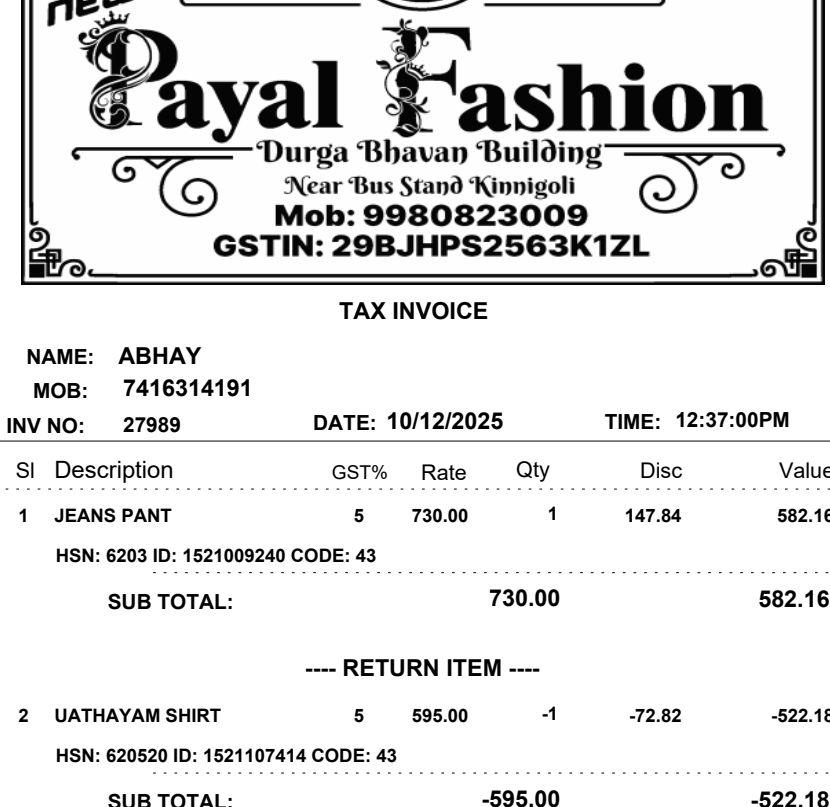 new
Payal Fashion
Durga Bhavan Building
Near Bus Stand Kinnigoli
Mob: 9980823009
GSTIN: 29BJHPS2563K1ZL
TAX INVOICE
NAME: ABHAY
MOB: 7416314191
INV NO: 27989 DATE: 10/12/2025 TIME: 12:37:00PM
Sl Description GST% Rate Qty Disc Value
1 JEANS PANT 5 730.00 1 147.84 582.16
HSN: 6203 ID: 1521009240 CODE: 43
SUB TOTAL: 730.00 582.16
---- RETURN ITEM ----
2 UATHAYAM SHIRT 5 595.00 -1 -72.82 -522.18
HSN: 620520 ID: 1521107414 CODE: 43
SUB TOTAL: -595.00 -522.18